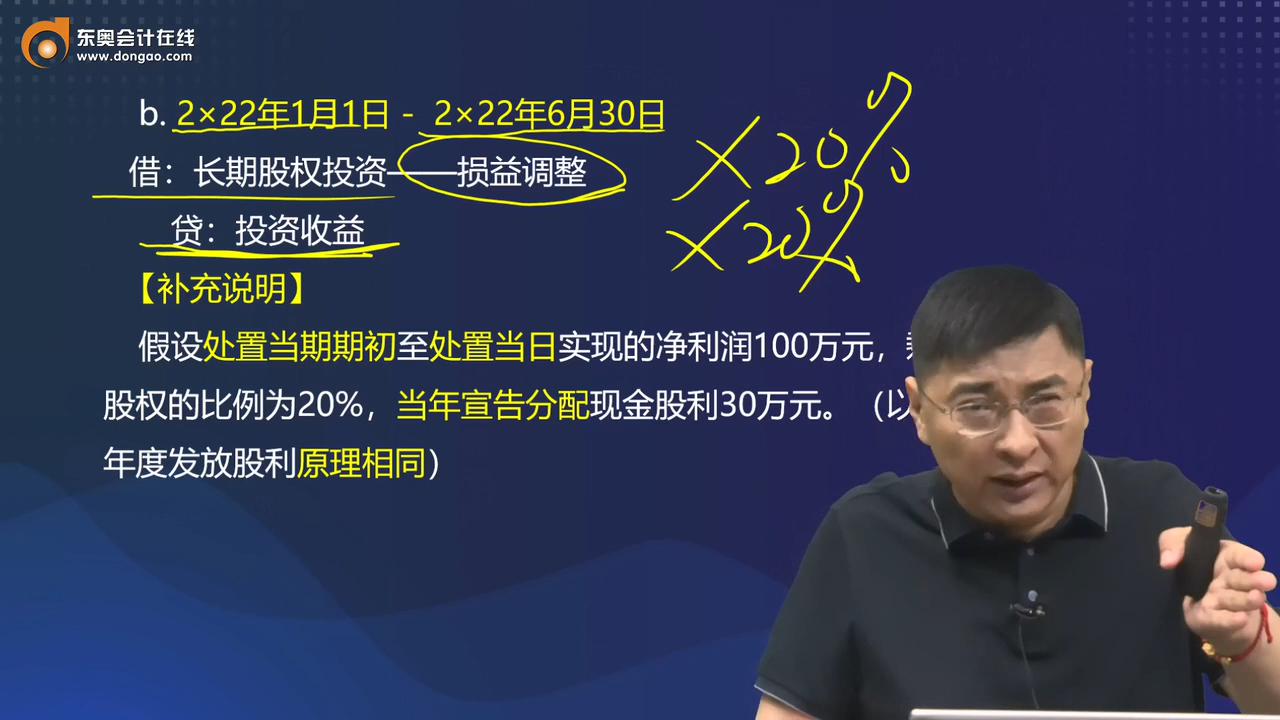 东奥会计在线
www.dongao.com
b. 2×22年1月1日－ 2×22年6月30日
借：长期股权投资——损益调整
贷：投资收益
×20%
×20%
【补充说明】
假设处置当期期初至处置当日实现的净利润100万元，
股权的比例为20%，当年宣告分配现金股利30万元。（以
年度发放股利原理相同）